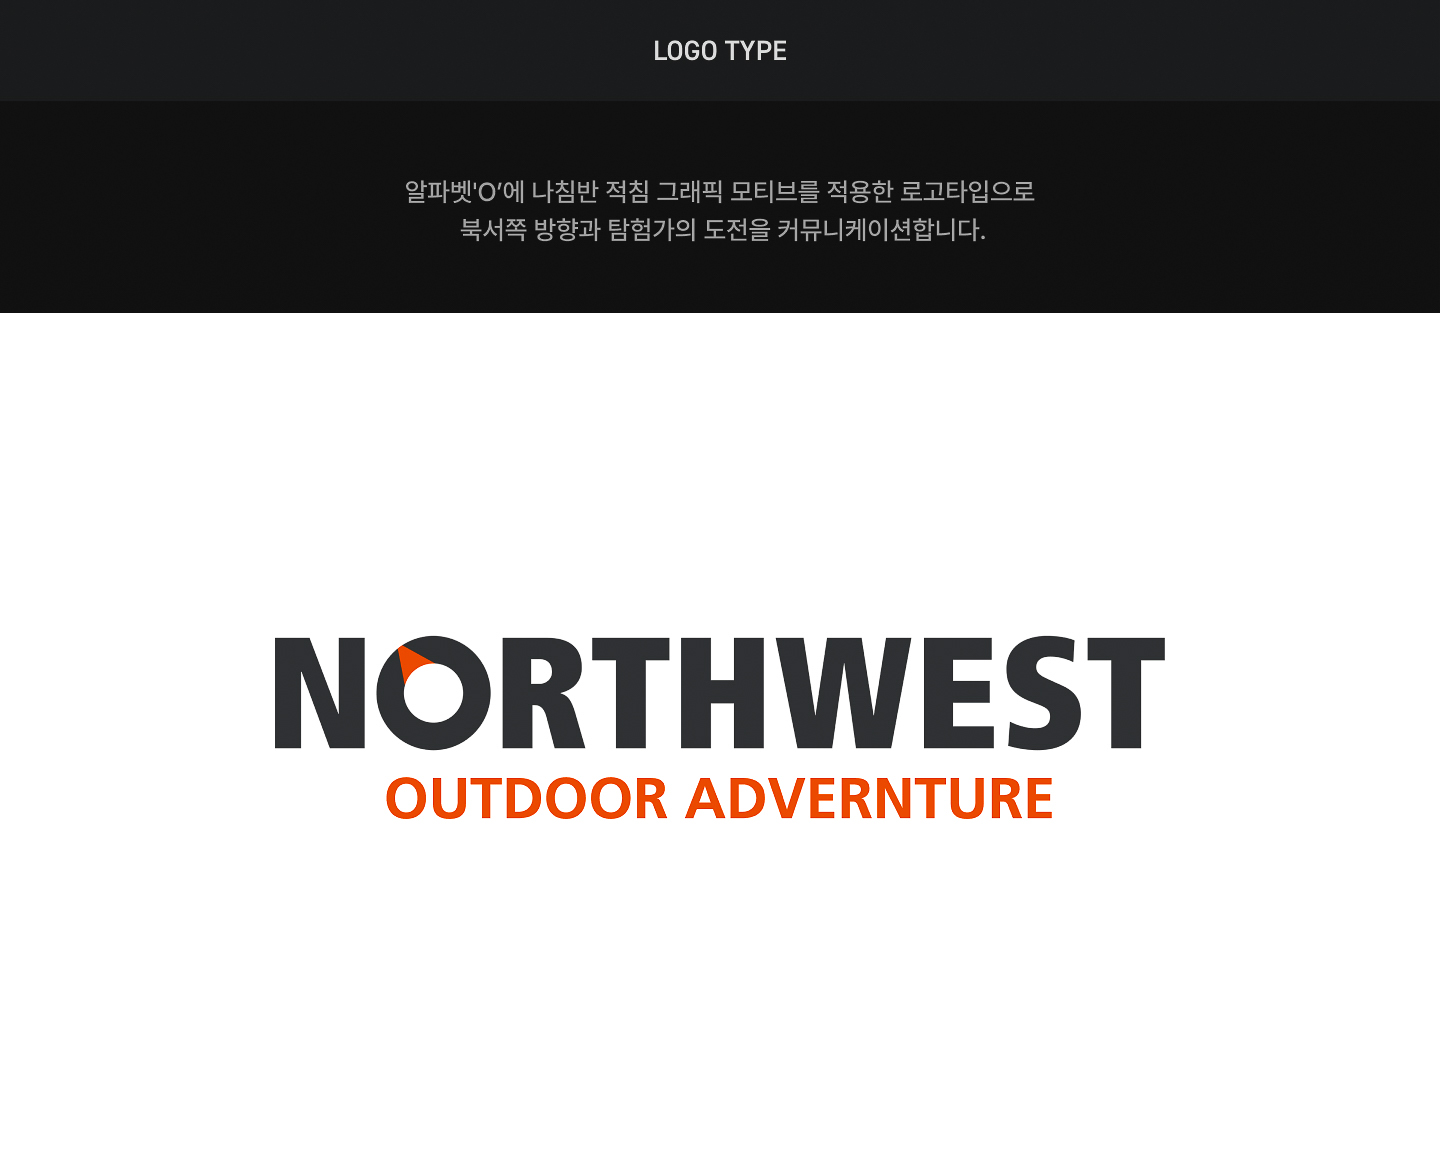 LOGO TYPE
알파벳'O’에 나침반 적침 그래픽 모티브를 적용한 로고타입으로
북서쪽 방향과 탐험가의 도전을 커뮤니케이션합니다.
NORTHWEST
OUTDOOR ADVERNTURE